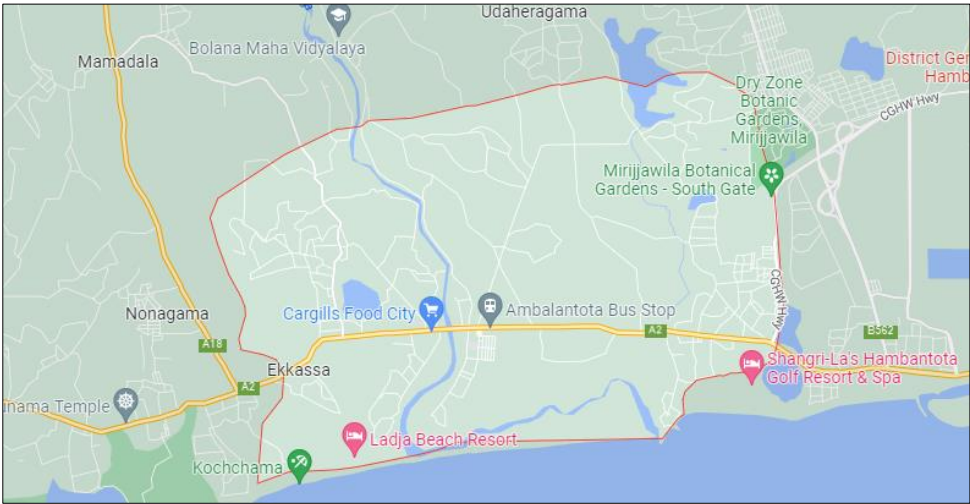 Udaheragama
Bolana Maha Vidyalaya
Mamadala
District Gen
Hamb
Dry Zone
Botanic
Gardens,
Mirijjawila
CGHW Hwy
Mirijjawila Botanical
Gardens - South Gate
CGHW Hwy
Nonagama
Cargills Food City
Ambalantota Bus Stop
A2
B562
A18
Ekkassa
Shangri-La's Hambantota
Golf Resort & Spa
A2
unama Temple
Ladja Beach Resort
Kochchama